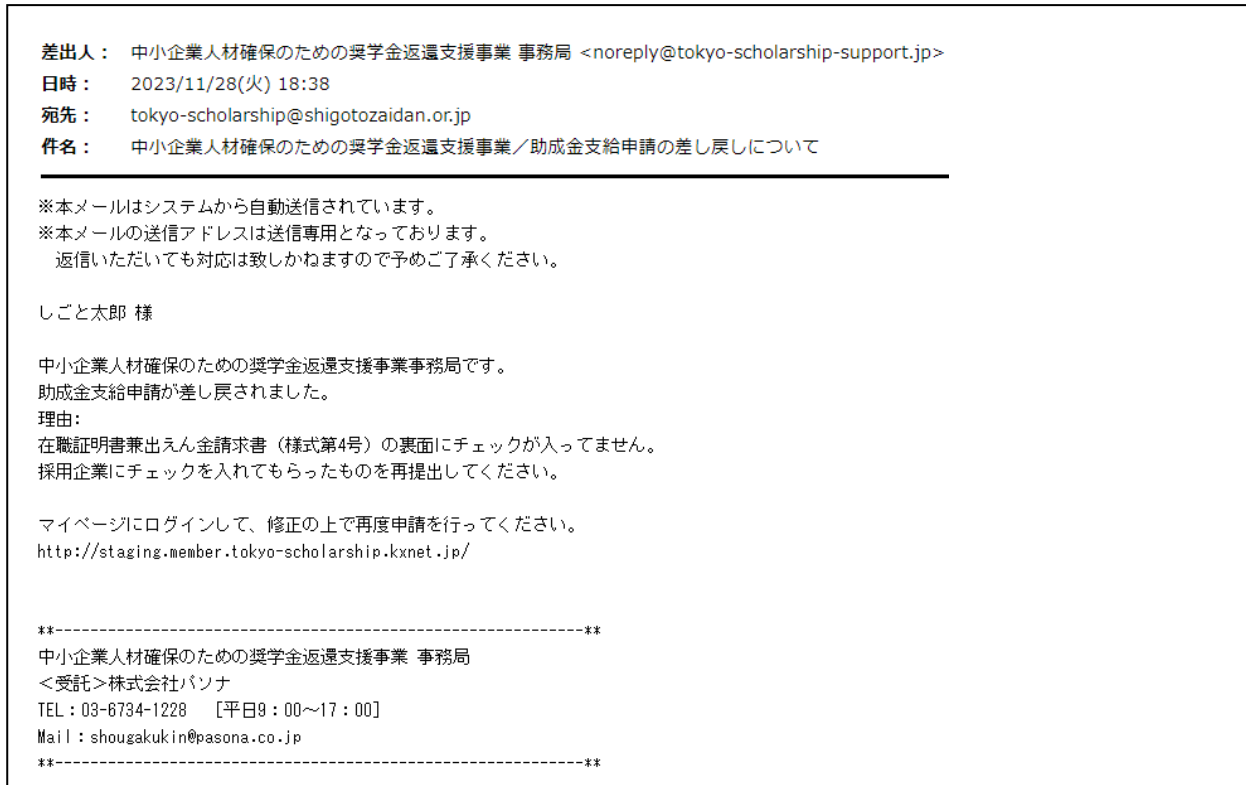 差出人： 中小企業人材確保のための奨学金返還支援事業 事務局 <noreply@tokyo-scholarship-support.jp>
日時： 2023/11/28(火) 18:38
宛先： tokyo-scholarship@shigotozaidan.or.jp
件名： 中小企業人材確保のための奨学金返還支援事業／助成金支給申請の差し戻しについて
※本メールはシステムから自動送信されています。
※本メールの送信アドレスは送信専用となっております。
返信いただいても対応は致しかねますので予めご了承ください。
しごと太郎 様
中小企業人材確保のための奨学金返還支援事業事務局です。
助成金支給申請が差し戻されました。
理由:
在職証明書兼出えん金請求書（様式第4号）の裏面にチェックが入ってません。
採用企業にチェックを入れてもらったものを再提出してください。
マイページにログインして、修正の上で再度申請を行ってください。
http://staging.member.tokyo-scholarship.kxnet.jp/
**------------------------------------------------------------**
中小企業人材確保のための奨学金返還支援事業 事務局
＜受託＞株式会社パソナ
TEL：03-6734-1228 ［平日9：00～17：00］
Mail：shougakukin@pasona.co.jp
**------------------------------------------------------------**